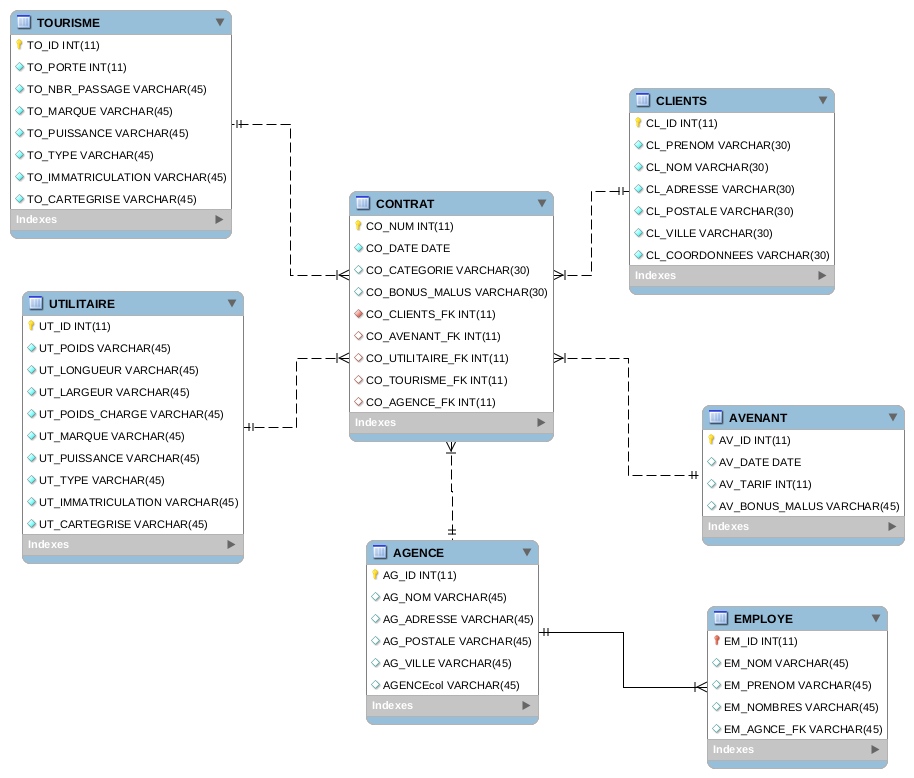 TOURISME
TO_ID INT(11)
TO_PORTE INT(11)
TO_NBR_PASSAGE VARCHAR(45)
TO_MARQUE VARCHAR(45)
TO_PUISSANCE VARCHAR(45)
TO_TYPE VARCHAR(45)
TO_IMMATRICULATION VARCHAR(45)
TO_CARTEGRISE VARCHAR(45)
Indexes
UTILITAIRE
UT_ID INT(11)
UT_POIDS VARCHAR(45)
UT_LONGUEUR VARCHAR(45)
UT_LARGEUR VARCHAR(45)
UT_POIDS_CHARGE VARCHAR(45)
UT_MARQUE VARCHAR(45)
UT_PUISSANCE VARCHAR(45)
UT_TYPE VARCHAR(45)
UT_IMMATRICULATION VARCHAR(45)
UT_CARTEGRISE VARCHAR(45)
Indexes
CONTRAT
CO_NUM INT(11)
CO_DATE DATE
CO_CATEGORIE VARCHAR(30)
CO_BONUS_MALUS VARCHAR(30)
CO_CLIENTS_FK INT(11)
CO_AVENANT_FK INT(11)
CO_UTILITAIRE_FK INT(11)
CO_TOURISME_FK INT(11)
CO_AGENCE_FK INT(11)
Indexes
CLIENTS
CL_ID INT(11)
CL_PRENOM VARCHAR(30)
CL_NOM VARCHAR(30)
CL_ADRESSE VARCHAR(30)
CL_POSTALE VARCHAR(30)
CL_VILLE VARCHAR(30)
CL_COORDONNEES VARCHAR(30)
Indexes
AVENANT
AV_ID INT(11)
AV_DATE DATE
AV_TARIF INT(11)
AV_BONUS_MALUS VARCHAR(45)
Indexes
AGENCE
AG_ID INT(11)
AG_NOM VARCHAR(45)
AG_ADRESSE VARCHAR(45)
AG_POSTALE VARCHAR(45)
AG_VILLE VARCHAR(45)
AGENCEcol VARCHAR(45)
Indexes
EMPLOYE
EM_ID INT(11)
EM_NOM VARCHAR(45)
EM_PRENOM VARCHAR(45)
EM_NOMBRES VARCHAR(45)
EM_AGNCE_FK VARCHAR(45)
Indexes